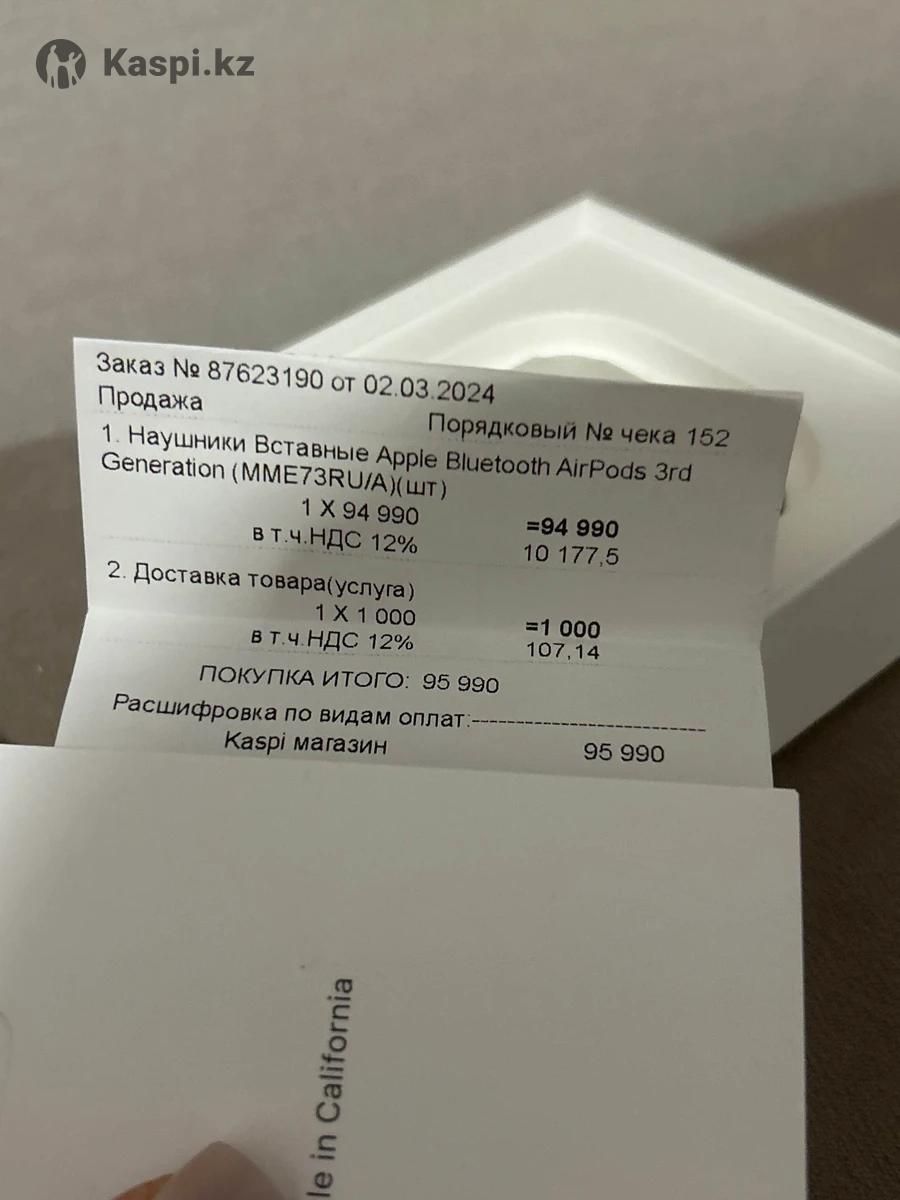 Kaspi.kz
Заказ № 87623190 от 02.03.2024
Продажа
Порядковый № чека 152
1. Наушники Вставные Apple Bluetooth AirPods 3rd
Generation (MME73RU/A)(шт)
1 X 94 990 =94 990
в т.ч.НДС 12% 10 177,5
2. Доставка товара(услуга)
1 X 1 000 =1 000
в т.ч.НДС 12% 107,14
ПОКУПКА ИТОГО: 95 990
Расшифровка по видам оплат:--------------------------
Kaspi магазин 95 990
le in California